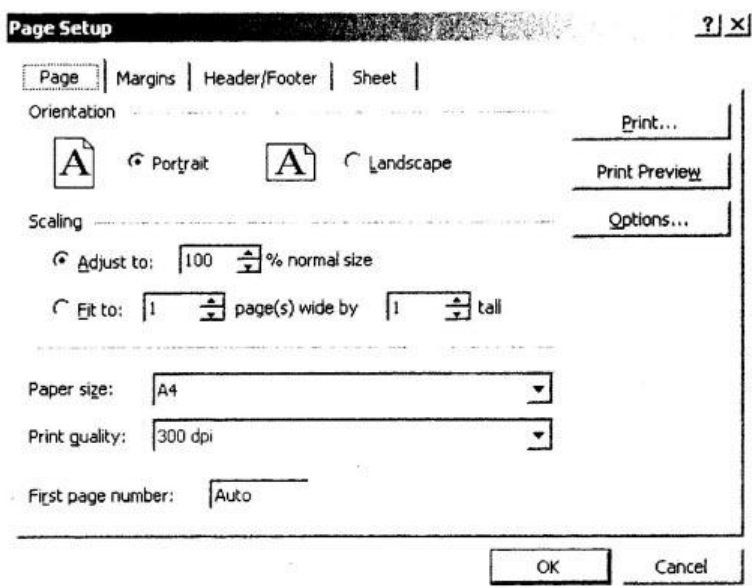 Page Setup ? ×
Page Margins Header/Footer Sheet
Orientation
Print...
A Portrait A Landscape
Print Preview
Scaling
Options...
Adjust to: 100 % normal size
Fit to: 1 page(s) wide by 1 tall
Paper size: A4
Print quality: 300 dpi
First page number: Auto
OK Cancel